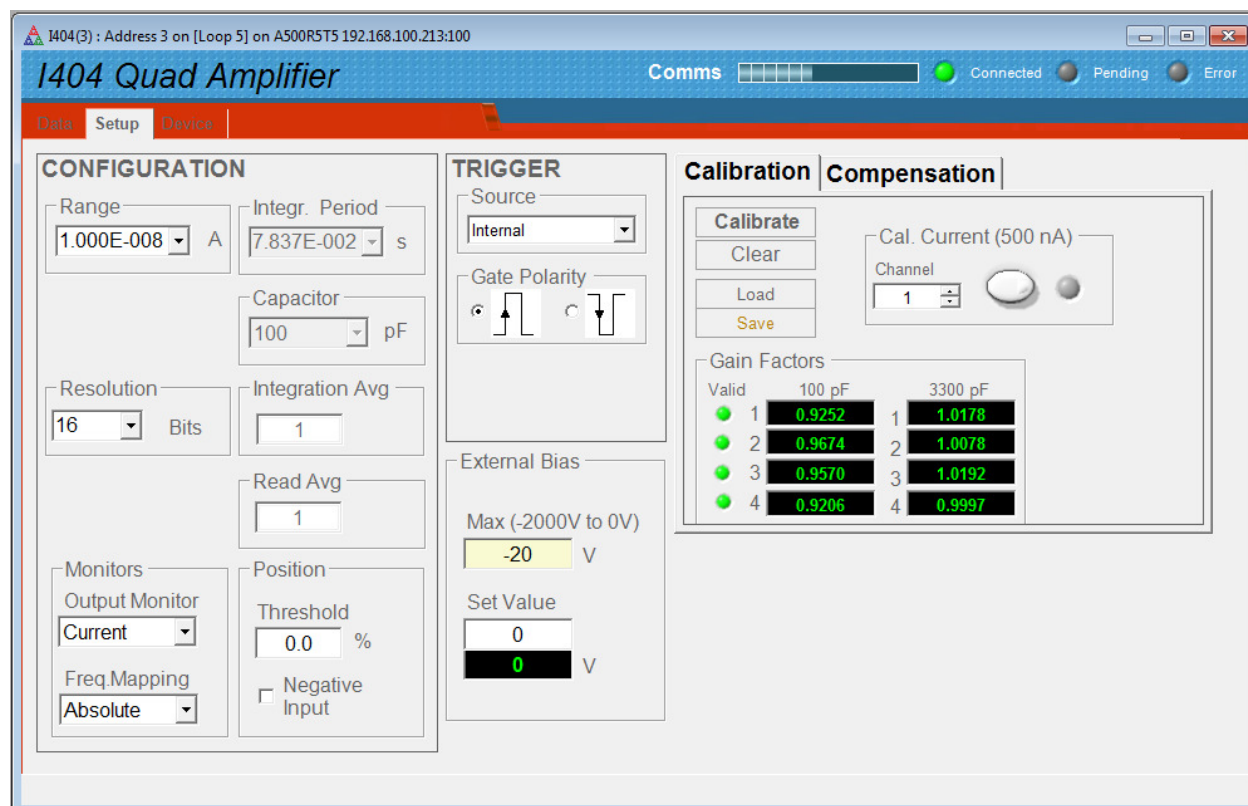 I404(3) : Address 3 on [Loop 5] on A500R5T5 192.168.100.213:100
I404 Quad Amplifier
Comms
Connected
Pending
Error
Data
Setup
Device
CONFIGURATION
Range
1.000E-008 A
Integr. Period
7.837E-002 s
Capacitor
100 pF
Resolution
16 Bits
Integration Avg
1
Read Avg
1
Monitors
Output Monitor
Current
Freq.Mapping
Absolute
Position
Threshold
0.0 %
Negative
Input
TRIGGER
Source
Internal
Gate Polarity
External Bias
Max (-2000V to 0V)
-20 V
Set Value
0
0 V
Calibration
Compensation
Calibrate
Clear
Load
Save
Cal. Current (500 nA)
Channel
1
Gain Factors
Valid 100 pF 3300 pF
1 0.9252 1 1.0178
2 0.9674 2 1.0078
3 0.9570 3 1.0192
4 0.9206 4 0.9997